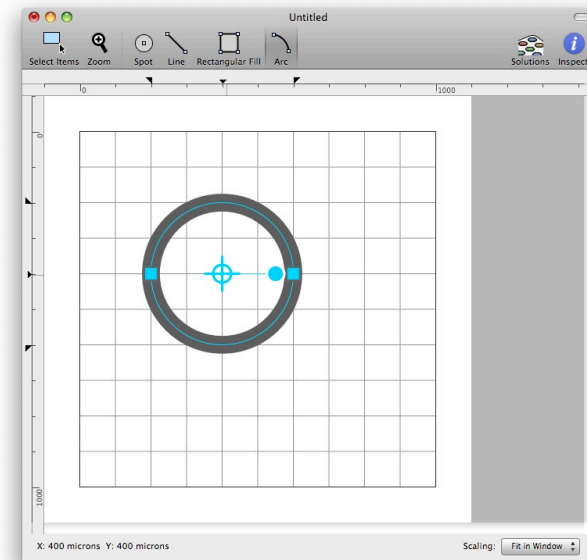 Untitled
Select Items Zoom Spot Line Rectangular Fill Arc Solutions Inspect
0 1000
0
1000
X: 400 microns Y: 400 microns Scaling: Fit in Window